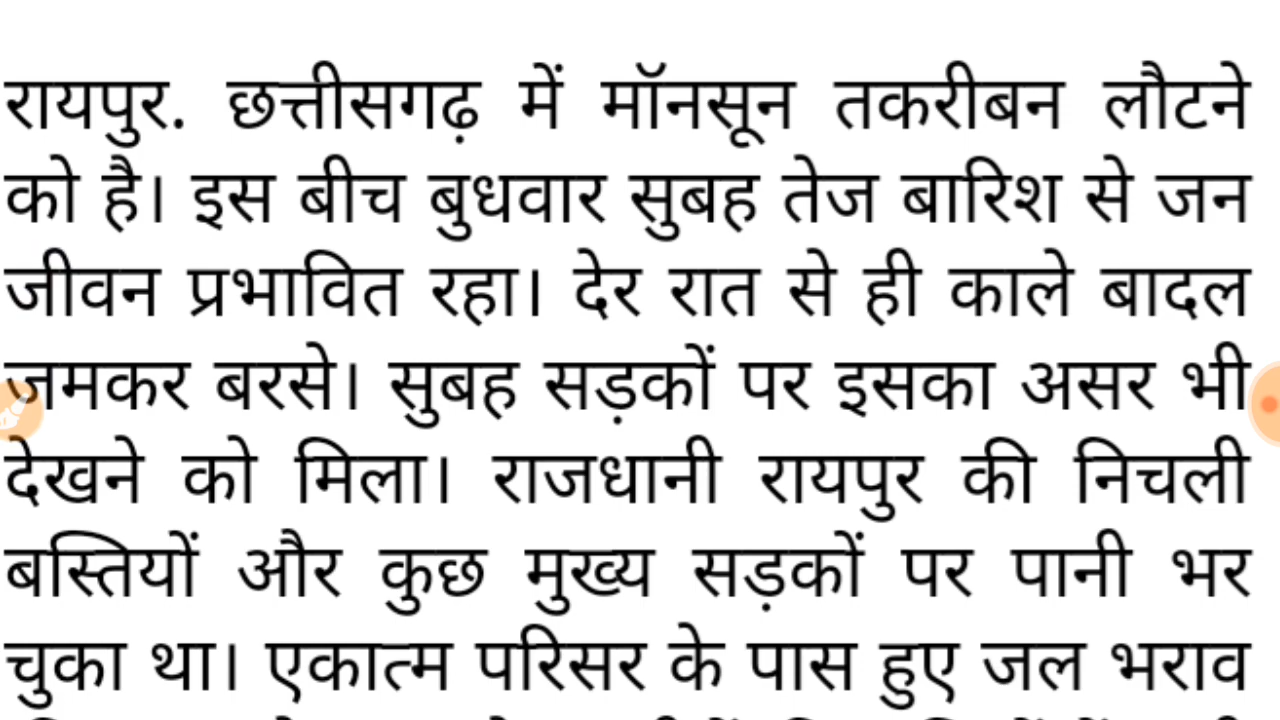 रायपुर. छत्तीसगढ़ में मॉनसून तकरीबन लौटने
को है। इस बीच बुधवार सुबह तेज बारिश से जन
जीवन प्रभावित रहा। देर रात से ही काले बादल
जमकर बरसे। सुबह सड़कों पर इसका असर भी
देखने को मिला। राजधानी रायपुर की निचली
बस्तियों और कुछ मुख्य सड़कों पर पानी भर
चुका था। एकात्म परिसर के पास हुए जल भराव